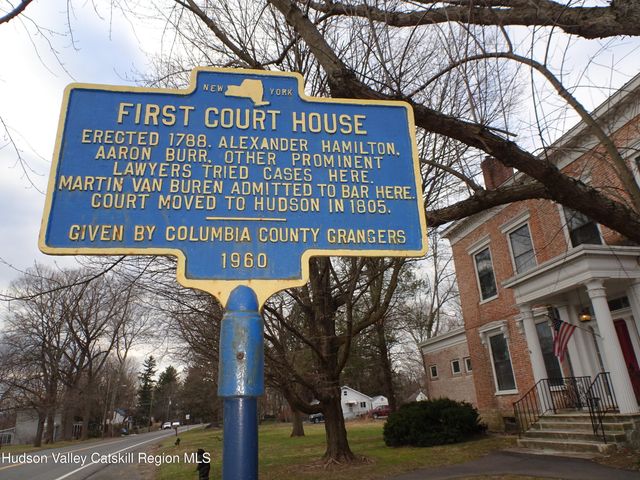 NEW YORK
FIRST COURT HOUSE
ERECTED 1788. ALEXANDER HAMILTON,
AARON BURR, OTHER PROMINENT
LAWYERS TRIED CASES HERE.
MARTIN VAN BUREN ADMITTED TO BAR HERE.
COURT MOVED TO HUDSON IN 1805.
GIVEN BY COLUMBIA COUNTY GRANGERS
1960
Hudson Valley Catskill Region MLS